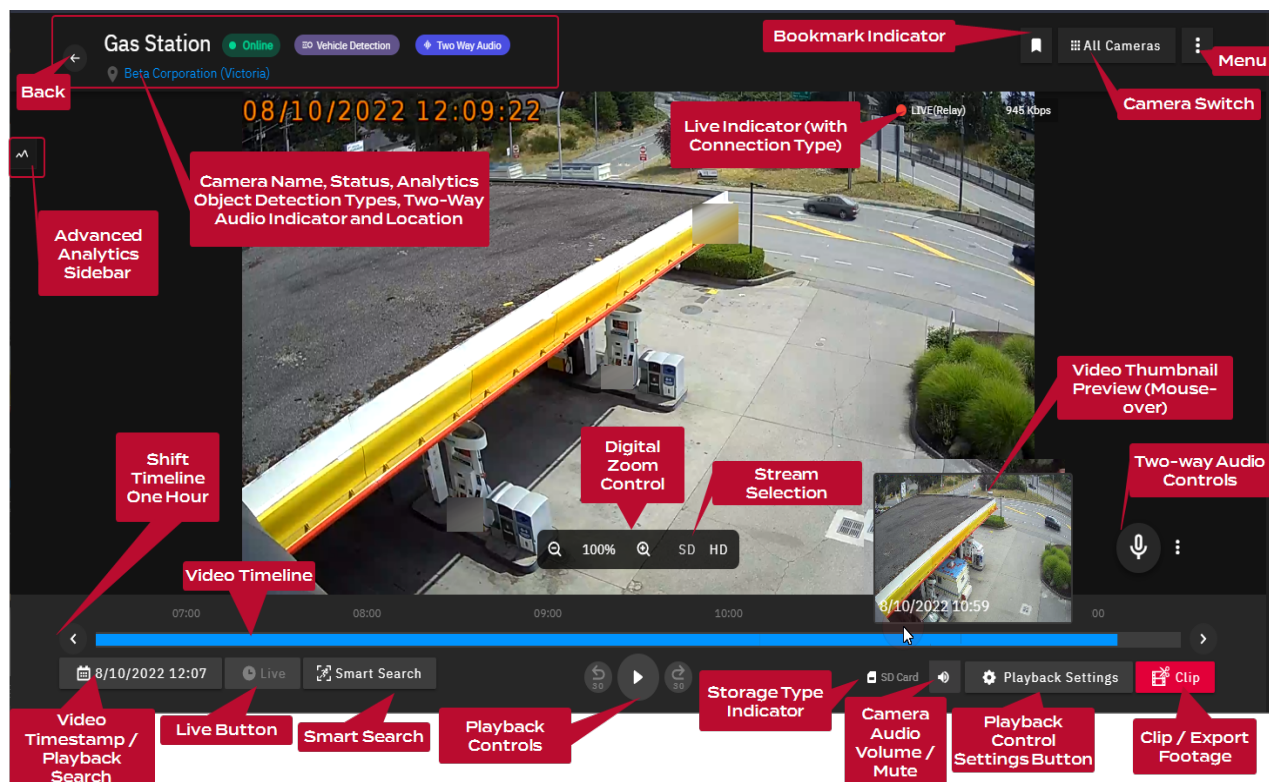 Gas Station
Online
Vehicle Detection
Two Way Audio
Beta Corporation (Victoria)
Back
Bookmark Indicator
All Cameras
Menu
Camera Switch
08/10/2022 12:09:22
LIVE(Relay)
945 Kbps
Live Indicator (with
Connection Type)
Camera Name, Status, Analytics
Object Detection Types, Two-Way
Audio Indicator and Location
Advanced
Analytics
Sidebar
Video Thumbnail
Preview (Mouse-
over)
Shift
Timeline
One Hour
Digital
Zoom
Control
Stream
Selection
Two-way Audio
Controls
100%
SD
HD
Video Timeline
8/10/2022 10:59
07:00
08:00
09:00
10:00
00
8/10/2022 12:07
Live
Smart Search
30
30
SD Card
Playback Settings
Clip
Video
Timestamp /
Playback
Search
Live Button
Smart Search
Playback
Controls
Storage Type
Indicator
Camera
Audio
Volume /
Mute
Playback
Control
Settings Button
Clip / Export
Footage